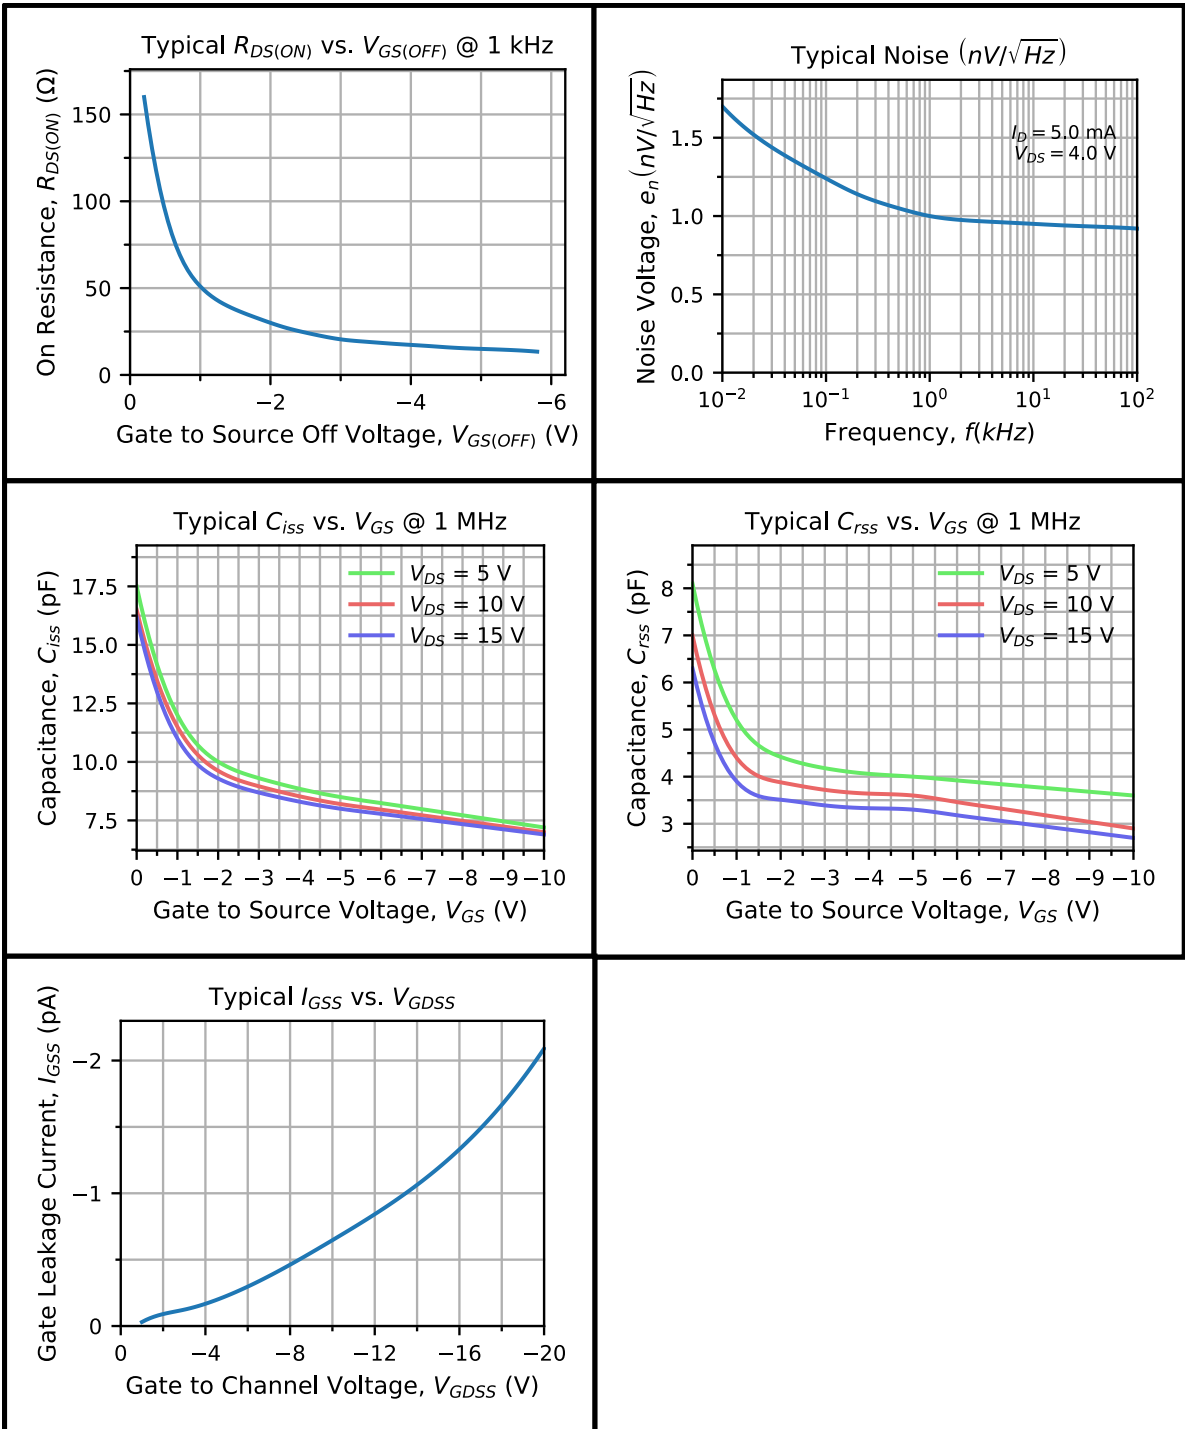 Typical R_DS(ON) vs. V_GS(OFF) @ 1 kHz
On Resistance, R_DS(ON) (Ω)
150
100
50
0
0 −2 −4 −6
Gate to Source Off Voltage, V_GS(OFF) (V)
Typical Noise (nV/√Hz)
Noise Voltage, e_n (nV/√Hz)
I_D = 5.0 mA
V_DS = 4.0 V
1.5
1.0
0.5
0.0
10⁻² 10⁻¹ 10⁰ 10¹ 10²
Frequency, f(kHz)
Typical C_iss vs. V_GS @ 1 MHz
Capacitance, C_iss (pF)
V_DS = 5 V
V_DS = 10 V
V_DS = 15 V
17.5
15.0
12.5
10.0
7.5
0 −1 −2 −3 −4 −5 −6 −7 −8 −9 −10
Gate to Source Voltage, V_GS (V)
Typical C_rss vs. V_GS @ 1 MHz
Capacitance, C_rss (pF)
V_DS = 5 V
V_DS = 10 V
V_DS = 15 V
8
7
6
5
4
3
0 −1 −2 −3 −4 −5 −6 −7 −8 −9 −10
Gate to Source Voltage, V_GS (V)
Typical I_GSS vs. V_GDSS
Gate Leakage Current, I_GSS (pA)
−2
−1
0
0 −4 −8 −12 −16 −20
Gate to Channel Voltage, V_GDSS (V)